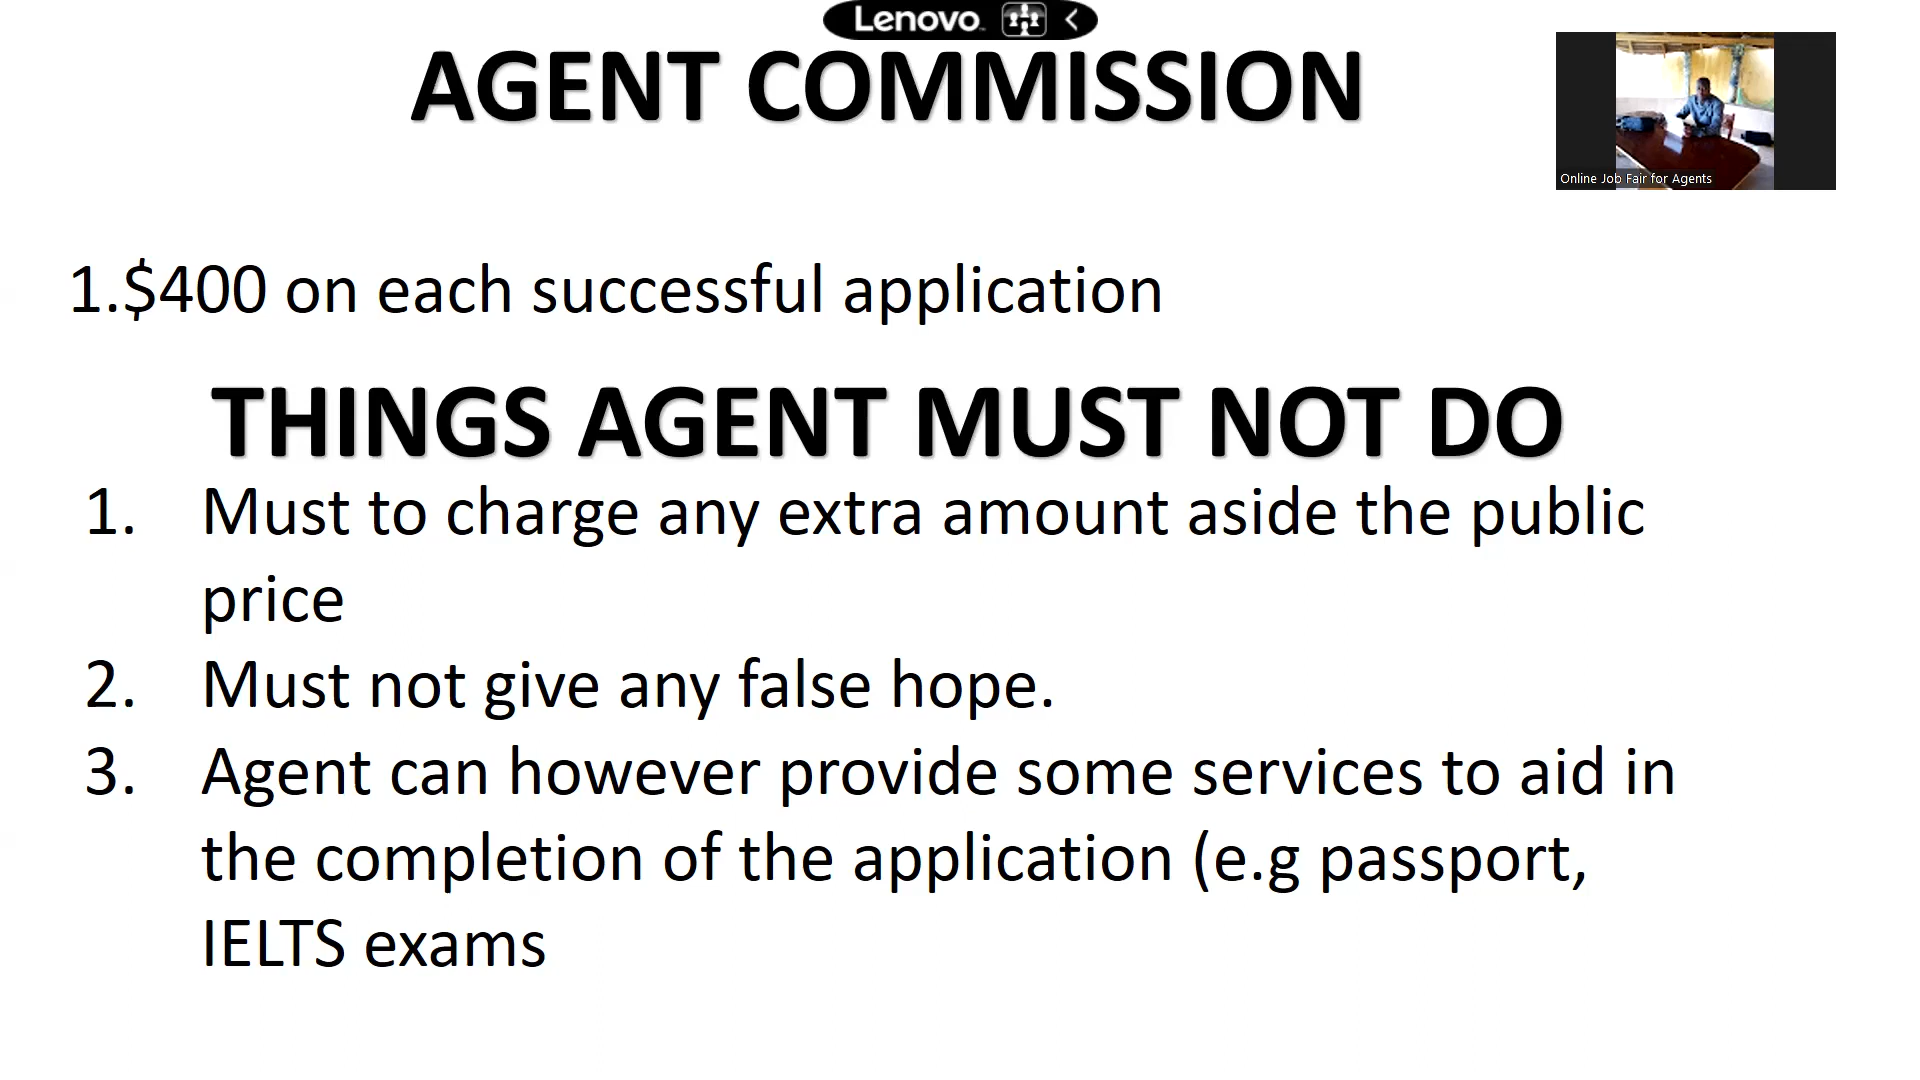 Lenovo
AGENT COMMISSION
Online Job Fair for Agents
1.$400 on each successful application
THINGS AGENT MUST NOT DO
1. Must to charge any extra amount aside the public
price
2. Must not give any false hope.
3. Agent can however provide some services to aid in
the completion of the application (e.g passport,
IELTS exams